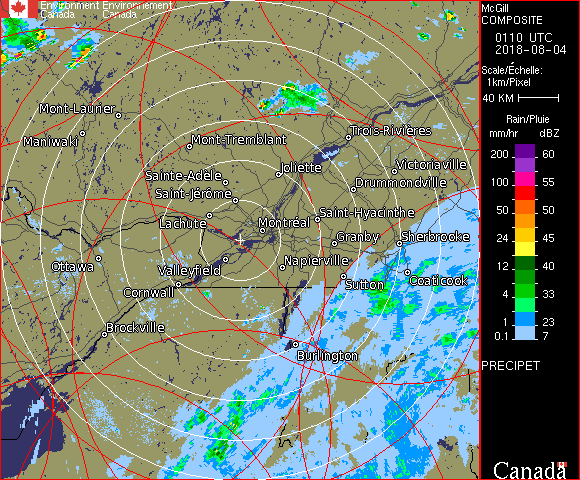 Environment Environnement
Canada Canada
McGill
COMPOSITE
0110 UTC
2018-08-04
Scale/Échelle:
1km/Pixel
40 KM
Rain/Pluie
mm/hr dBZ
200 60
100 55
50 50
24 45
12 40
4 33
1 23
0.1 7
PRECIPET
Canada
Mont-Laurier
Maniwaki
Mont-Tremblant
Trois-Rivières
Sainte-Adèle
Joliette
Victoriaville
Saint-Jérôme
Drummondville
Lachute
Saint-Hyacinthe
Montréal
Granby
Sherbrooke
Ottawa
Valleyfield
Napierville
Cornwall
Sutton
Coaticook
Brockville
Burlington